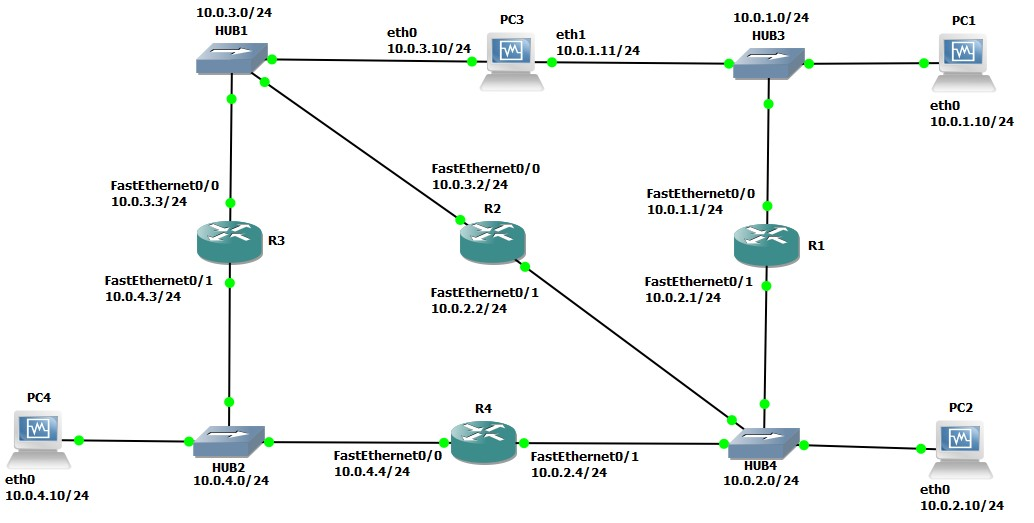 10.0.3.0/24
HUB1
eth0
10.0.3.10/24
PC3
eth1
10.0.1.11/24
10.0.1.0/24
HUB3
PC1
eth0
10.0.1.10/24
FastEthernet0/0
10.0.3.3/24
R3
FastEthernet0/1
10.0.4.3/24
FastEthernet0/0
10.0.3.2/24
R2
FastEthernet0/1
10.0.2.2/24
FastEthernet0/0
10.0.1.1/24
R1
FastEthernet0/1
10.0.2.1/24
PC4
eth0
10.0.4.10/24
HUB2
10.0.4.0/24
R4
FastEthernet0/0
10.0.4.4/24
FastEthernet0/1
10.0.2.4/24
HUB4
10.0.2.0/24
PC2
eth0
10.0.2.10/24